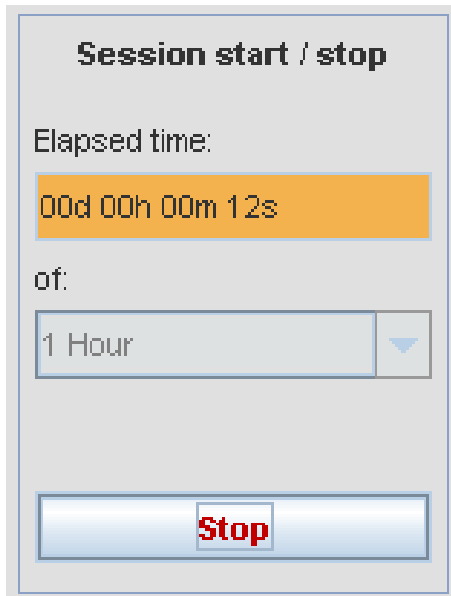 Session start / stop
Elapsed time:
00d 00h 00m 12s
of:
1 Hour
Stop